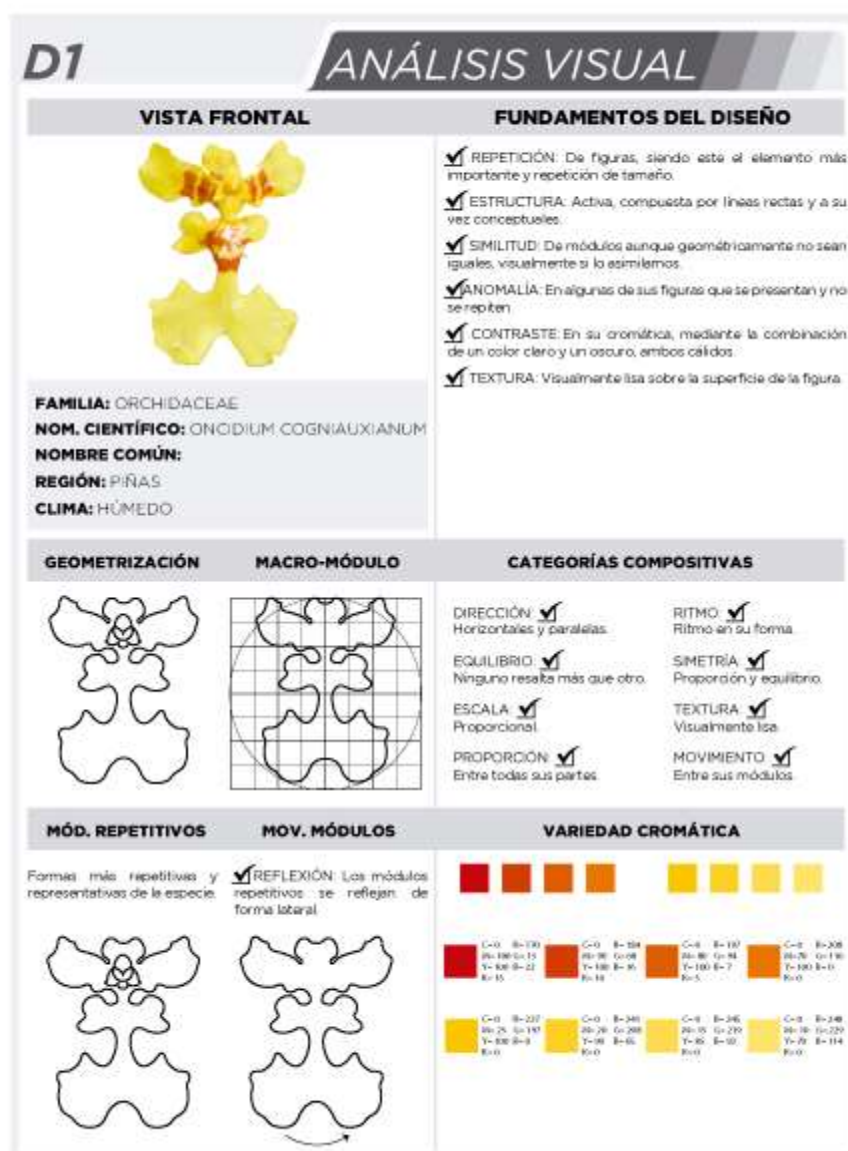 D1
ANÁLISIS VISUAL
VISTA FRONTAL
FUNDAMENTOS DEL DISEÑO
REPETICIÓN: De figuras, siendo este el elemento más
importante y repetición de tamaño.
ESTRUCTURA: Activa, compuesta por líneas rectas y a su
vez conceptuales.
SIMILITUD: De módulos aunque geométricamente no sean
iguales, visualmente si lo asimilamos.
ANOMALÍA: En algunas de sus figuras que se presentan y no
se repiten
CONTRASTE: En su cromática, mediante la combinación
de un color claro y un oscuro, ambos cálidos.
TEXTURA: Visualmente lisa sobre la superficie de la figura.
FAMILIA: ORCHIDACEAE
NOM. CIENTÍFICO: ONCIDIUM COGNIAUXIANUM
NOMBRE COMÚN:
REGIÓN: PIÑAS
CLIMA: HÚMEDO
GEOMETRIZACIÓN
MACRO-MÓDULO
CATEGORÍAS COMPOSITIVAS
DIRECCIÓN:
Horizontales y paralelas.
EQUILIBRIO:
Ninguno resalta más que otro.
ESCALA:
Proporcional.
PROPORCIÓN:
Entre todas sus partes
RITMO:
Ritmo en su forma.
SIMETRÍA:
Proporción y equilibrio.
TEXTURA:
Visualmente lisa
MOVIMIENTO:
Entre sus módulos
MÓD. REPETITIVOS
MOV. MÓDULOS
VARIEDAD CROMÁTICA
Formas más repetitivas y
representativas de la especie.
REFLEXIÓN: Los módulos
repetitivos se reflejan de
forma lateral.